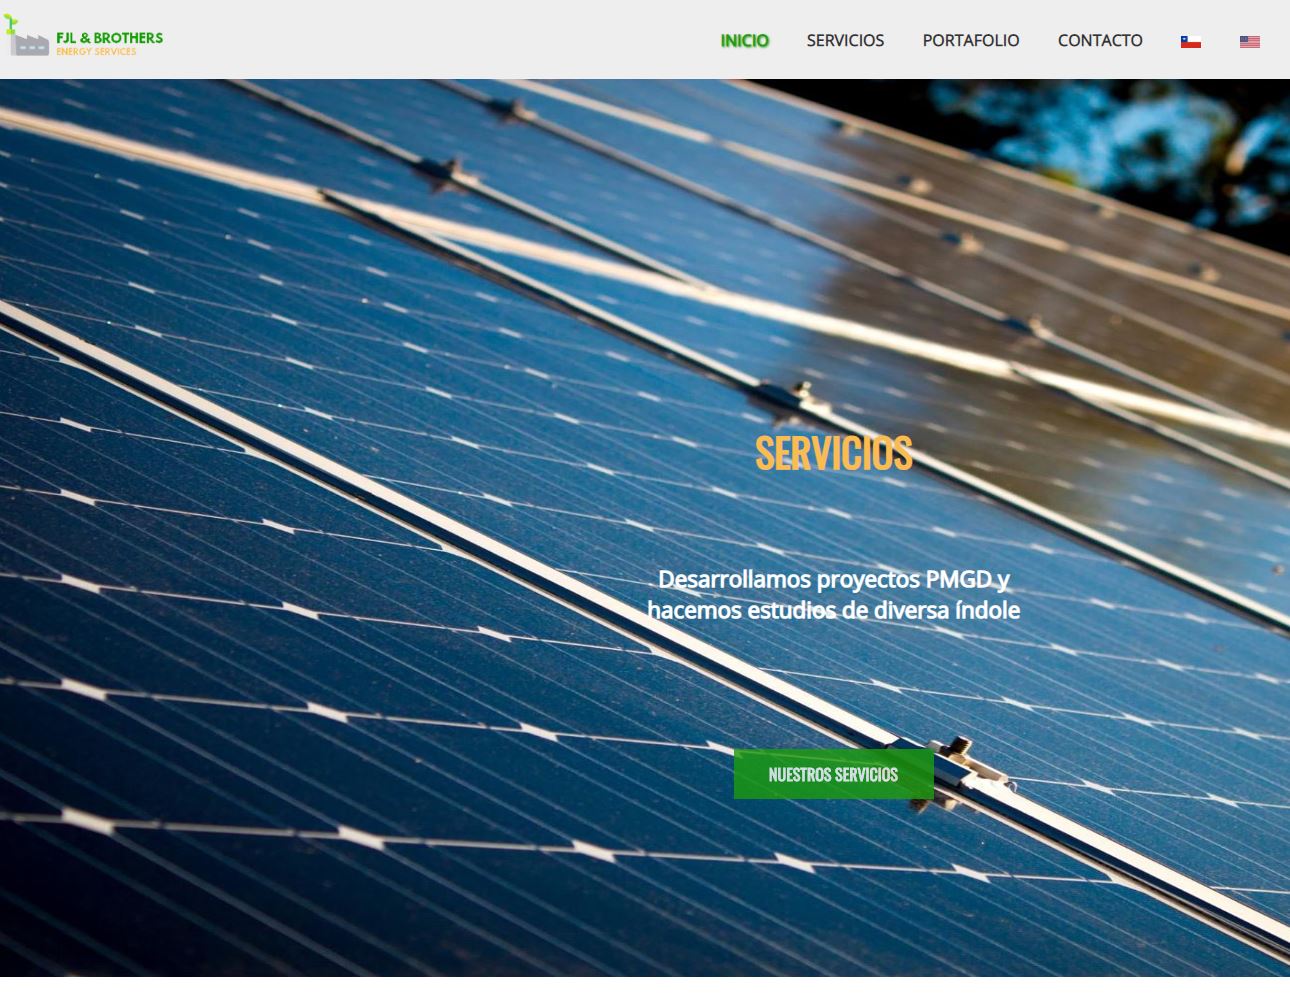 FJL & BROTHERS
ENERGY SERVICES
INICIO SERVICIOS PORTAFOLIO CONTACTO
SERVICIOS
Desarrollamos proyectos PMGD y
hacemos estudios de diversa índole
NUESTROS SERVICIOS